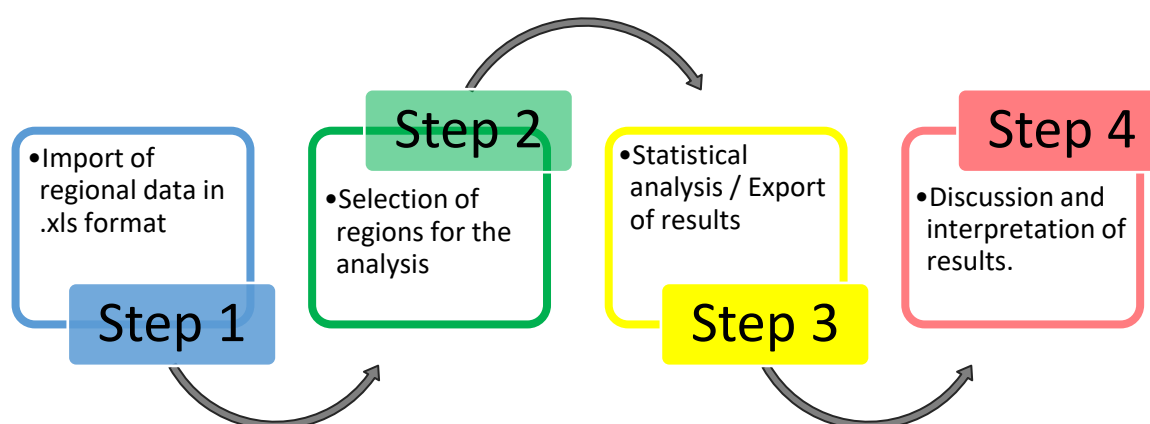 •Import of
regional data in
.xls format
Step 1
Step 2
•Selection of
regions for the
analysis
•Statistical
analysis / Export
of results
Step 3
Step 4
•Discussion and
interpretation of
results.